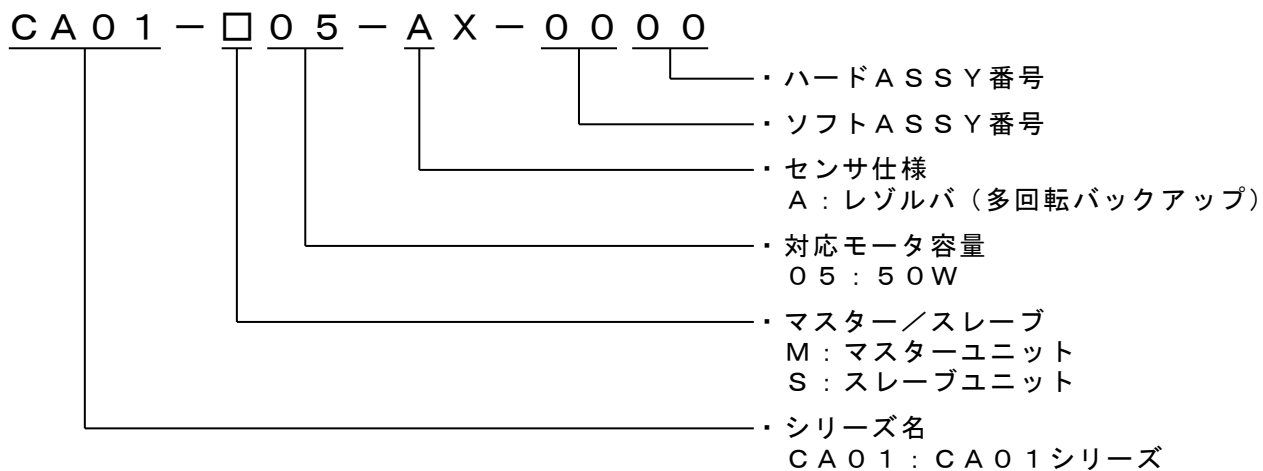 ＣＡ０１－□０５－ＡＸ－００００
・ハードＡＳＳＹ番号
・ソフトＡＳＳＹ番号
・センサ仕様
Ａ：レゾルバ（多回転バックアップ）
・対応モータ容量
０５：５０Ｗ
・マスター／スレーブ
Ｍ：マスターユニット
Ｓ：スレーブユニット
・シリーズ名
ＣＡ０１：ＣＡ０１シリーズ